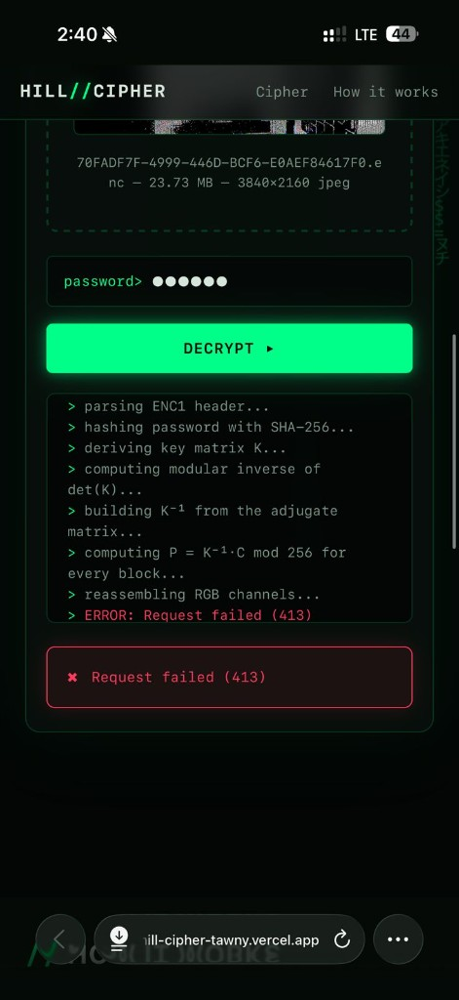 2:40
LTE 44
HILL//CIPHER
Cipher How it works
70FADF7F-4999-446D-BCF6-E0AEF84617F0.e
nc — 23.73 MB — 3840×2160 jpeg
password> ●●●●●●
DECRYPT ▸
> parsing ENC1 header...
> hashing password with SHA-256...
> deriving key matrix K...
> computing modular inverse of
det(K)...
> building K⁻¹ from the adjugate
matrix...
> computing P = K⁻¹·C mod 256 for
every block...
> reassembling RGB channels...
> ERROR: Request failed (413)
✖ Request failed (413)
hill-cipher-tawny.vercel.app